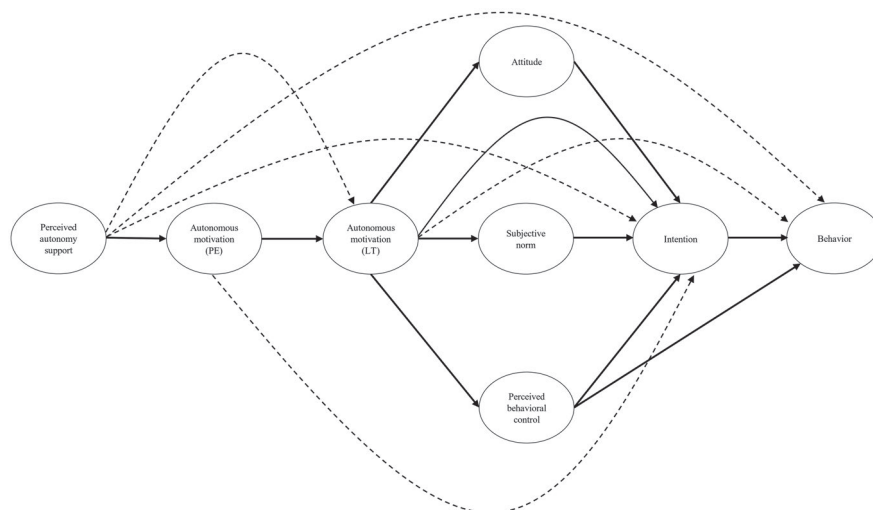 Attitude
Perceived
autonomy
support
Autonomous
motivation
(PE)
Autonomous
motivation
(LT)
Subjective
norm
Intention
Behavior
Perceived
behavioral
control